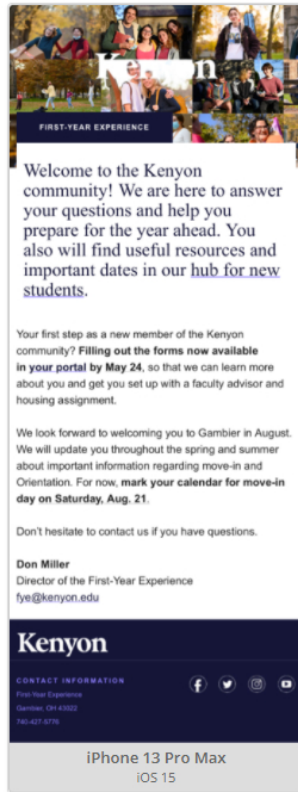 Kenyon
FIRST-YEAR EXPERIENCE
Welcome to the Kenyon
community! We are here to answer
your questions and help you
prepare for the year ahead. You
also will find useful resources and
important dates in our hub for new
students.
Your first step as a new member of the Kenyon
community? Filling out the forms now available
in your portal by May 24, so that we can learn more
about you and get you set up with a faculty advisor and
housing assignment.
We look forward to welcoming you to Gambier in August.
We will update you throughout the spring and summer
about important information regarding move-in and
Orientation. For now, mark your calendar for move-in
day on Saturday, Aug. 21.
Don't hesitate to contact us if you have questions.
Don Miller
Director of the First-Year Experience
fye@kenyon.edu
Kenyon
CONTACT INFORMATION
First-Year Experience
Gambier, OH 43022
740-427-5776
iPhone 13 Pro Max
iOS 15